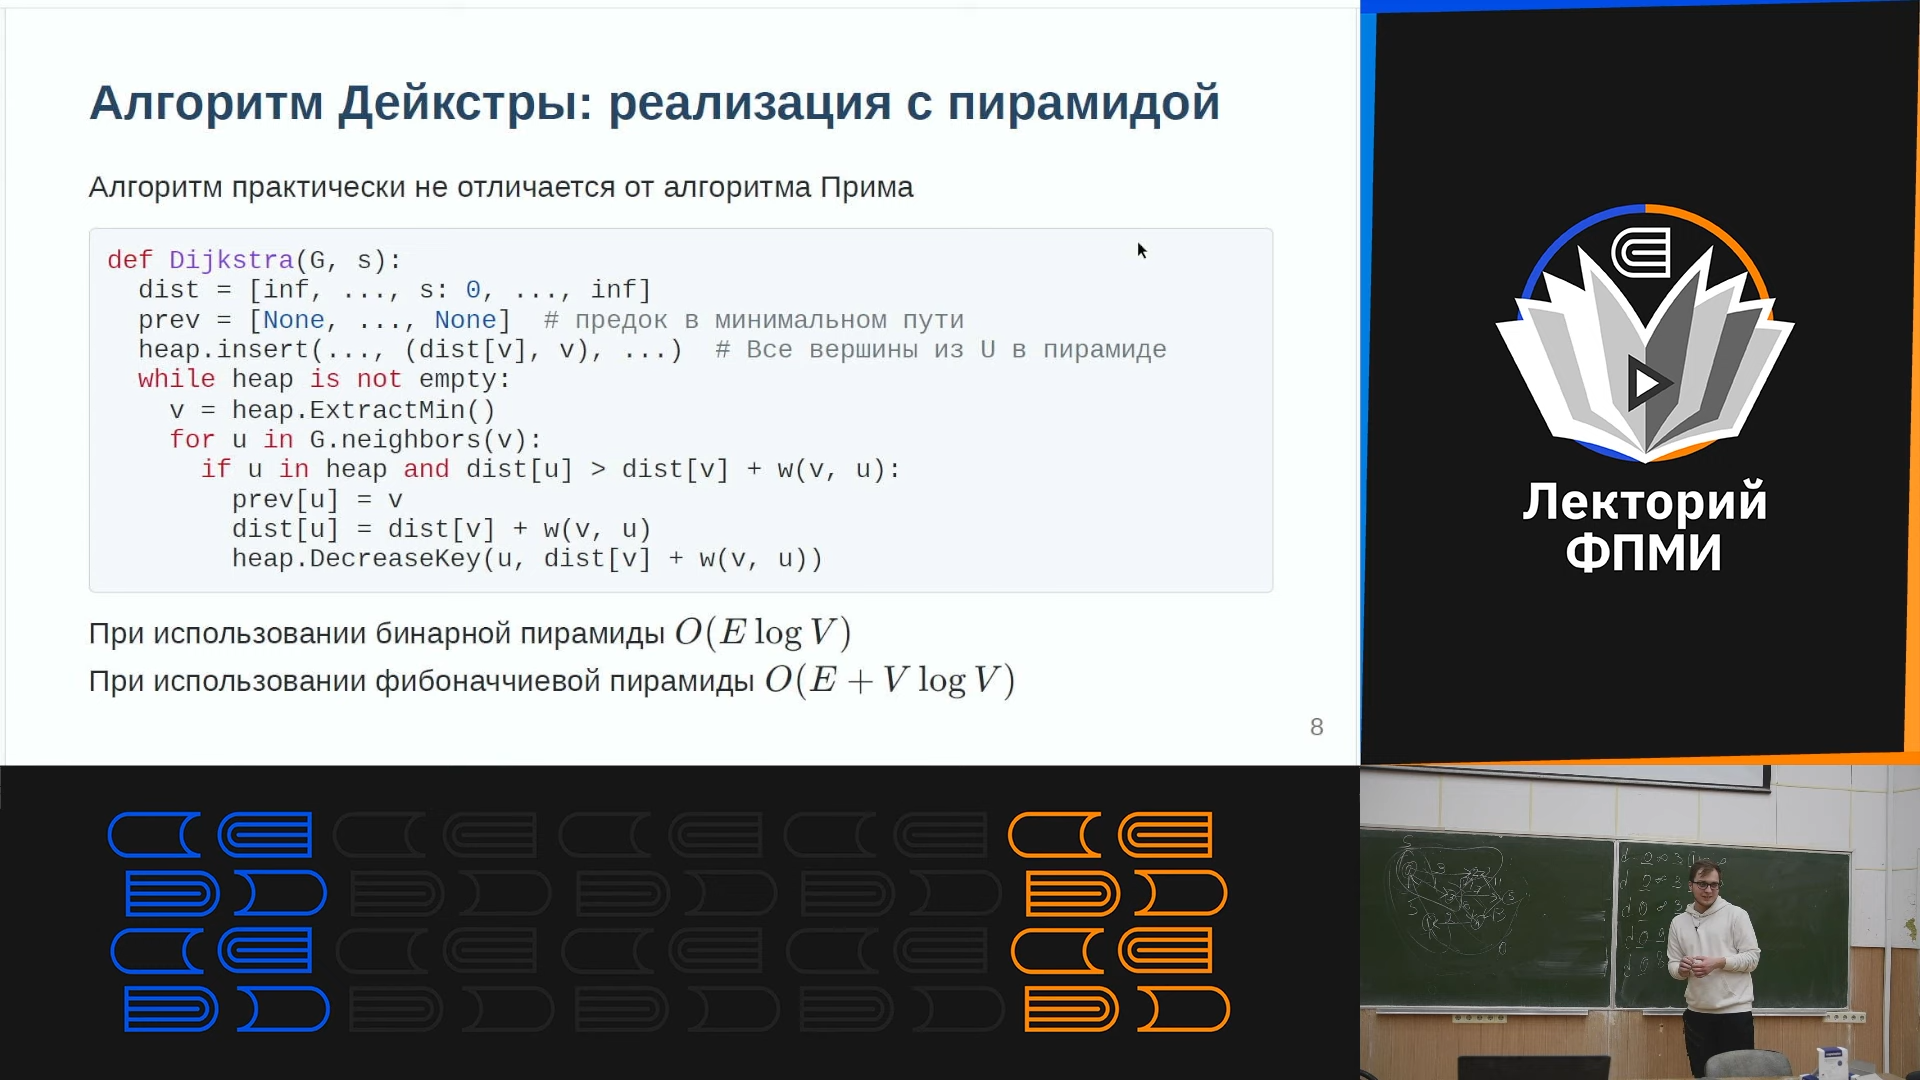 Алгоритм Дейкстры: реализация с пирамидой
Алгоритм практически не отличается от алгоритма Прима
def Dijkstra(G, s):
  dist = [inf, ..., s: 0, ..., inf]
  prev = [None, ..., None]  # предок в минимальном пути
  heap.insert(..., (dist[v], v), ...)  # Все вершины из U в пирамиде
  while heap is not empty:
    v = heap.ExtractMin()
    for u in G.neighbors(v):
      if u in heap and dist[u] > dist[v] + w(v, u):
        prev[u] = v
        dist[u] = dist[v] + w(v, u)
        heap.DecreaseKey(u, dist[v] + w(v, u))
При использовании бинарной пирамиды O(E log V)
При использовании фибоначчиевой пирамиды O(E + V log V)
8
Лекторий
ФПМИ